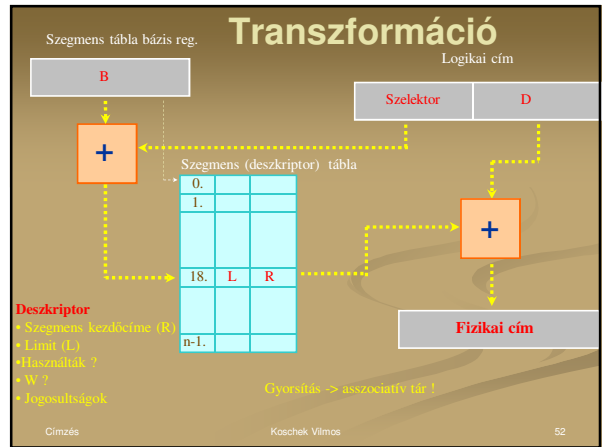 Transzformáció
Szegmens tábla bázis reg.
Logikai cím
B
Szelektor D
+
Szegmens (deszkriptor) tábla
0.
1.
+
18. L R
Deszkriptor
• Szegmens kezdőcíme (R)
• Limit (L)
•Használták ?
• W ?
• Jogosultságok
n-1.
Fizikai cím
Gyorsítás -> asszociatív tár !
Címzés Koschek Vilmos 52